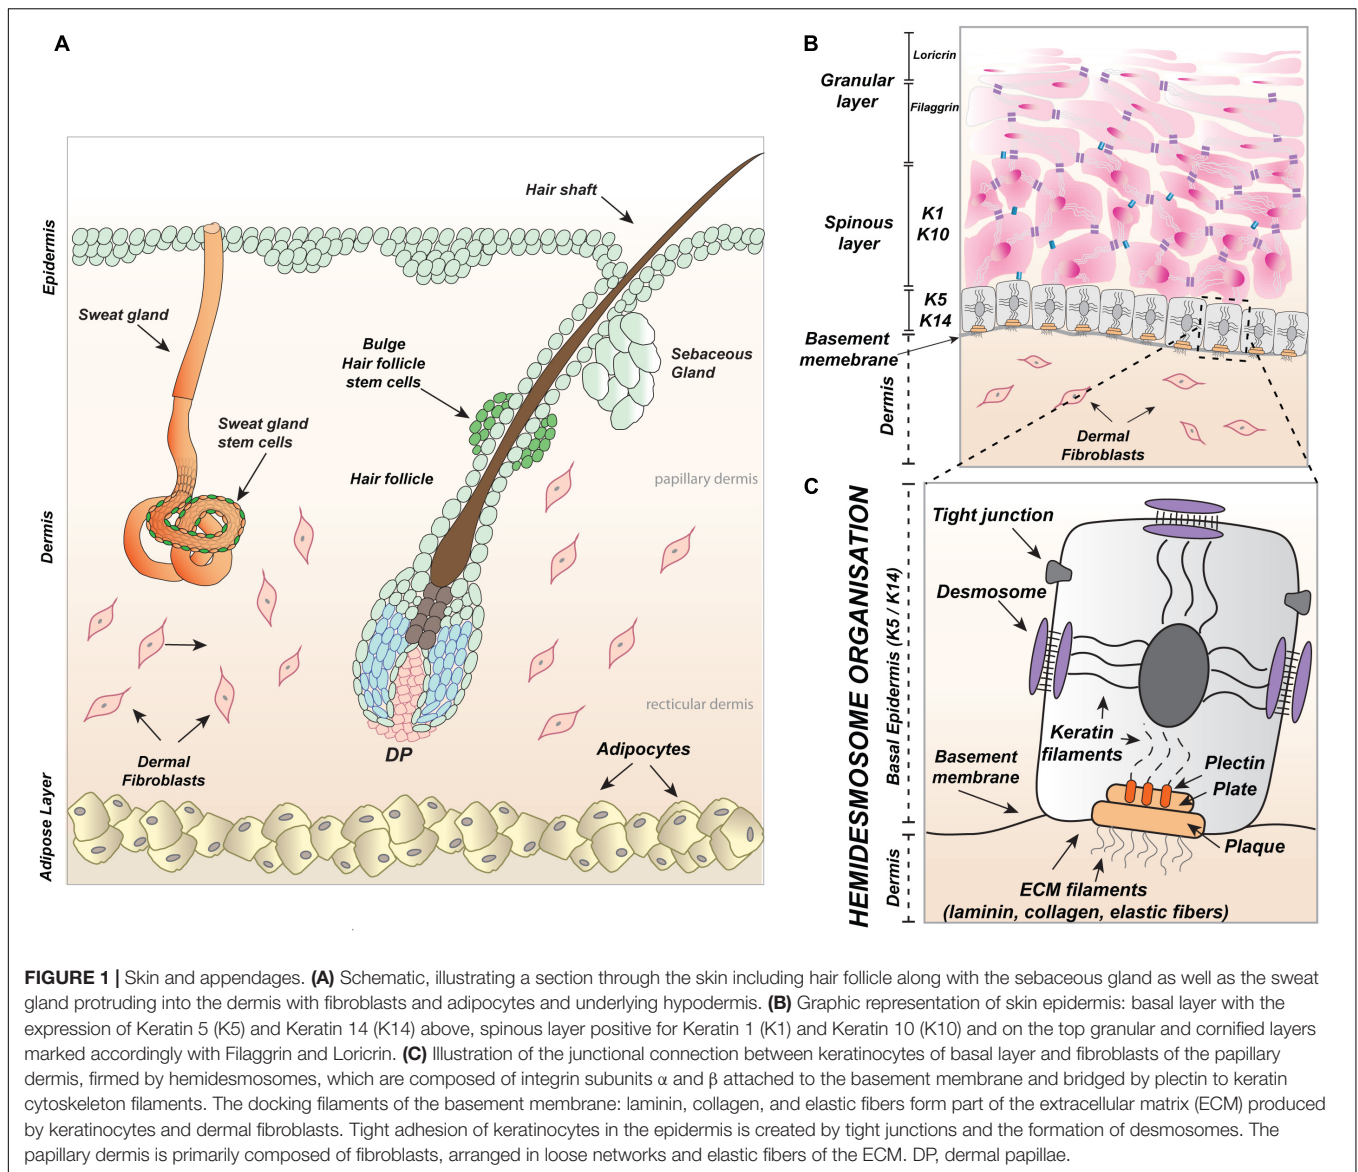 A
Epidermis
Dermis
Adipose Layer
Hair shaft
Sweat gland
Bulge
Hair follicle
stem cells
Sebaceous
Gland
Sweat gland
stem cells
Hair follicle
papillary dermis
recticular dermis
DP
Dermal
Fibroblasts
Adipocytes
B
Granular
layer
Loricrin
Filaggrin
Spinous
layer
K1
K10
K5
K14
Basement
memebrane
Dermis
Dermal
Fibroblasts
C
HEMIDESMOSOME ORGANISATION
Basal Epidermis (K5 / K14)
Dermis
Tight junction
Desmosome
Keratin
filaments
Basement
membrane
Plectin
Plate
Plaque
ECM filaments
(laminin, collagen, elastic fibers)
FIGURE 1 | Skin and appendages. (A) Schematic, illustrating a section through the skin including hair follicle along with the sebaceous gland as well as the sweat
gland protruding into the dermis with fibroblasts and adipocytes and underlying hypodermis. (B) Graphic representation of skin epidermis: basal layer with the
expression of Keratin 5 (K5) and Keratin 14 (K14) above, spinous layer positive for Keratin 1 (K1) and Keratin 10 (K10) and on the top granular and cornified layers
marked accordingly with Filaggrin and Loricrin. (C) Illustration of the junctional connection between keratinocytes of basal layer and fibroblasts of the papillary
dermis, firmed by hemidesmosomes, which are composed of integrin subunits α and β attached to the basement membrane and bridged by plectin to keratin
cytoskeleton filaments. The docking filaments of the basement membrane: laminin, collagen, and elastic fibers form part of the extracellular matrix (ECM) produced
by keratinocytes and dermal fibroblasts. Tight adhesion of keratinocytes in the epidermis is created by tight junctions and the formation of desmosomes. The
papillary dermis is primarily composed of fibroblasts, arranged in loose networks and elastic fibers of the ECM. DP, dermal papillae.